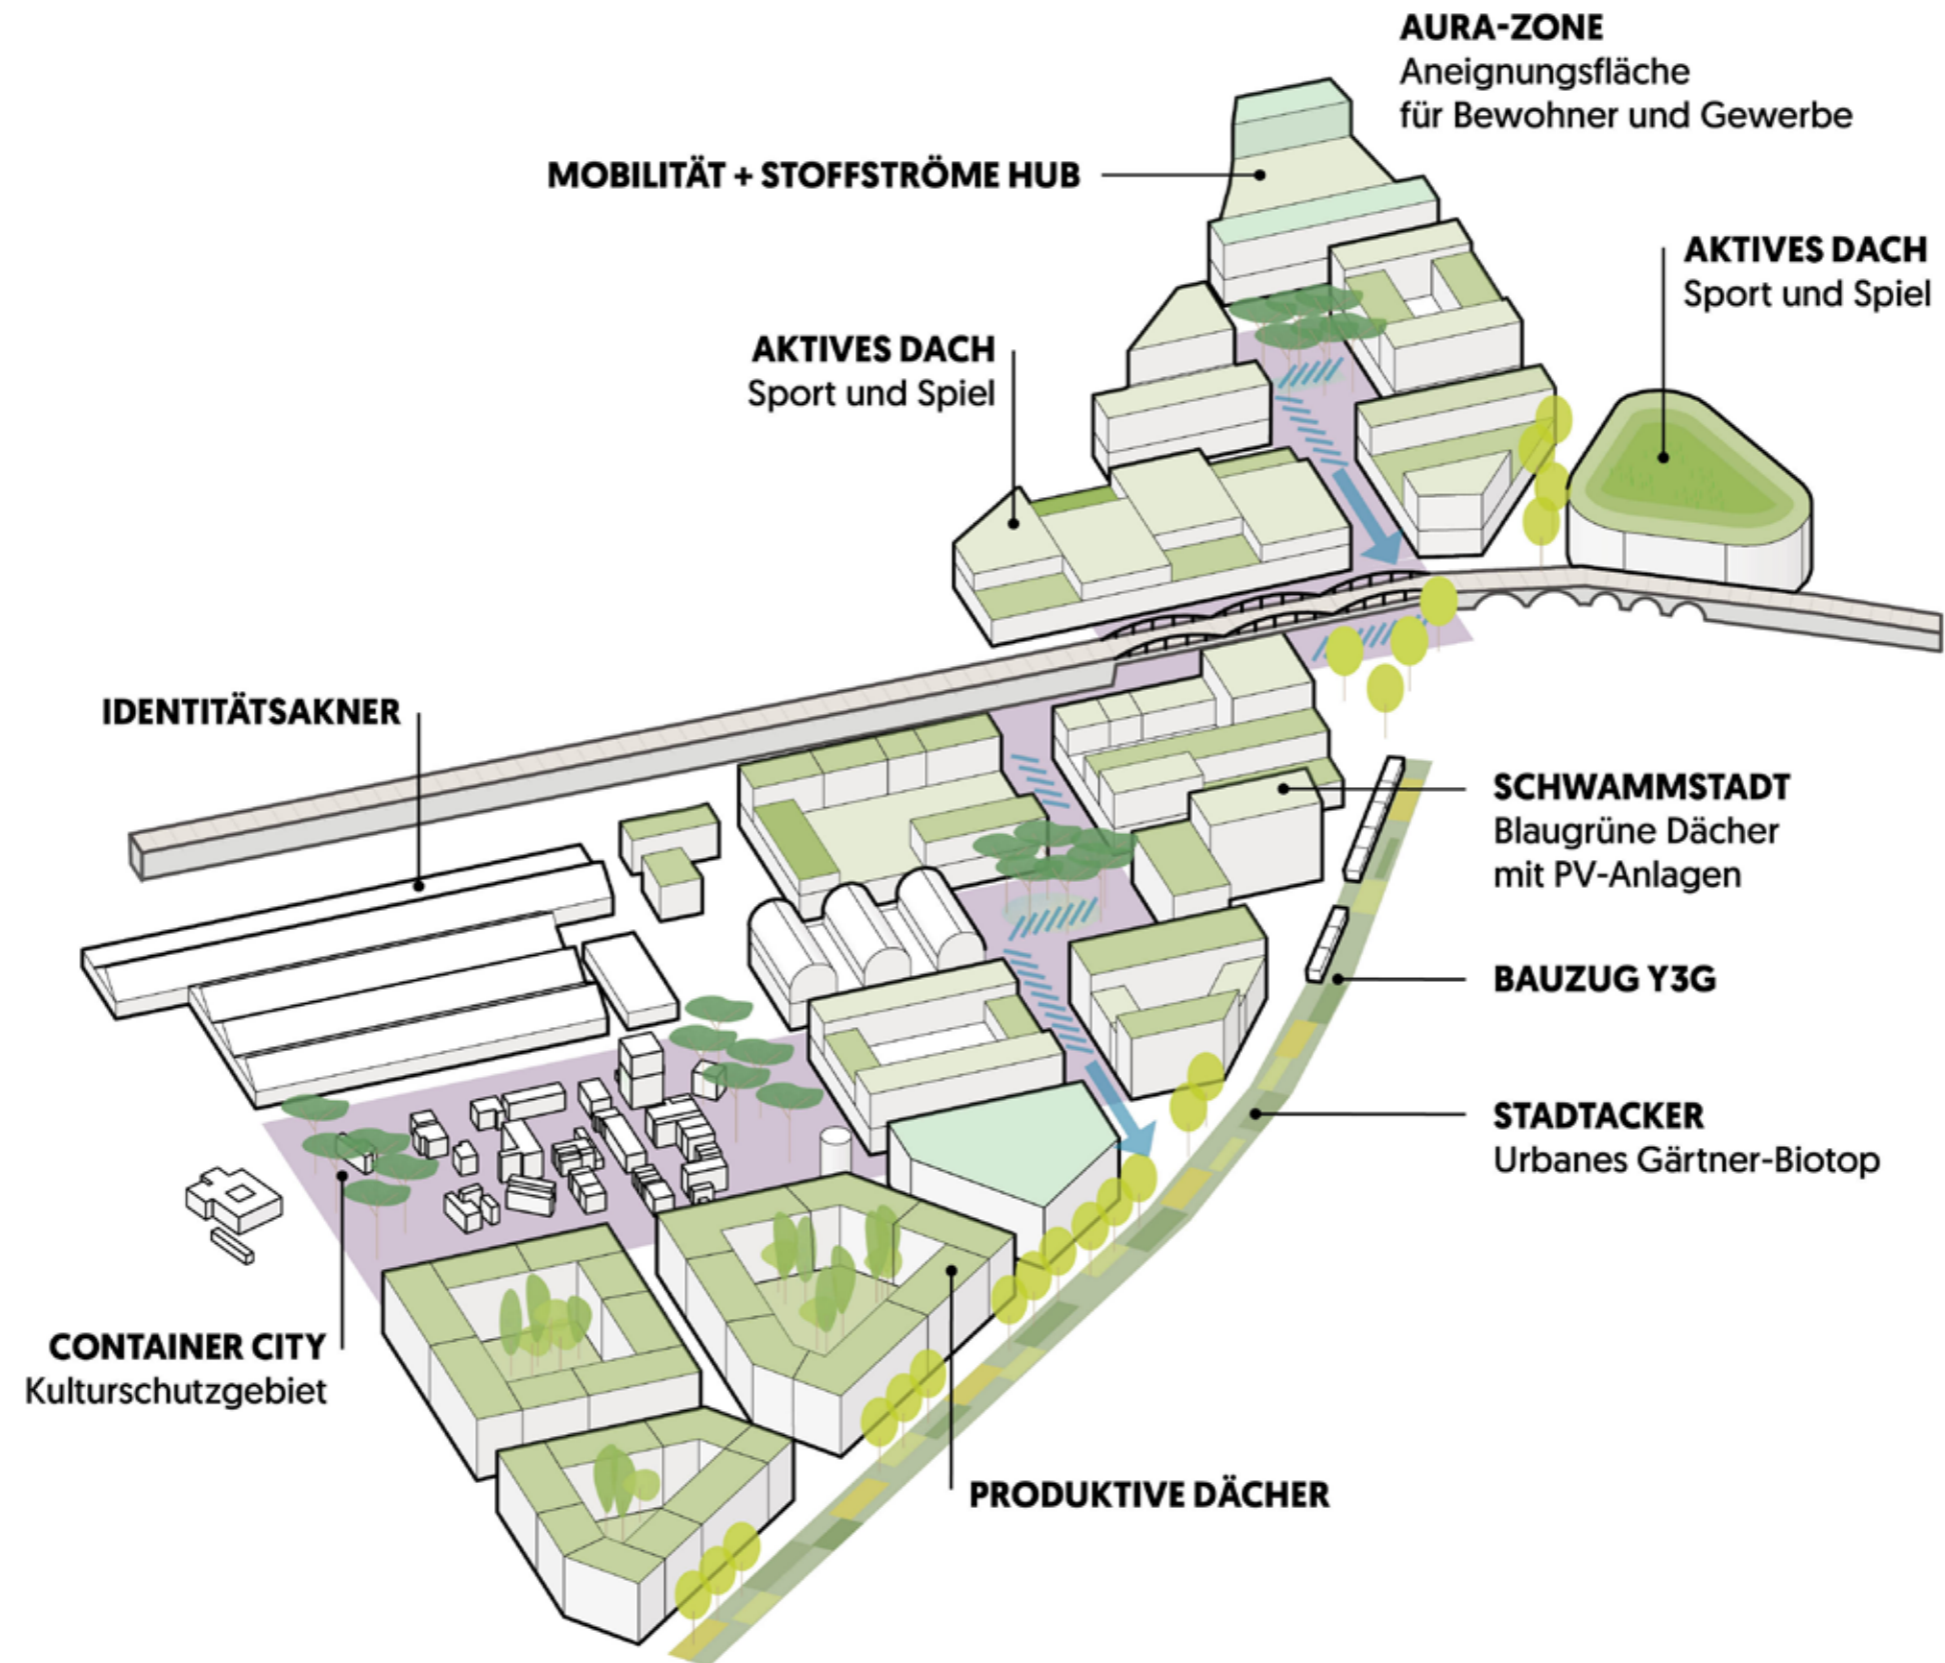 AURA-ZONE
Aneignungsfläche
für Bewohner und Gewerbe
MOBILITÄT + STOFFSTRÖME HUB
AKTIVES DACH
Sport und Spiel
AKTIVES DACH
Sport und Spiel
IDENTITÄTSAKNER
SCHWAMMSTADT
Blaugrüne Dächer
mit PV-Anlagen
BAUZUG Y3G
STADTACKER
Urbanes Gärtner-Biotop
CONTAINER CITY
Kulturschutzgebiet
PRODUKTIVE DÄCHER